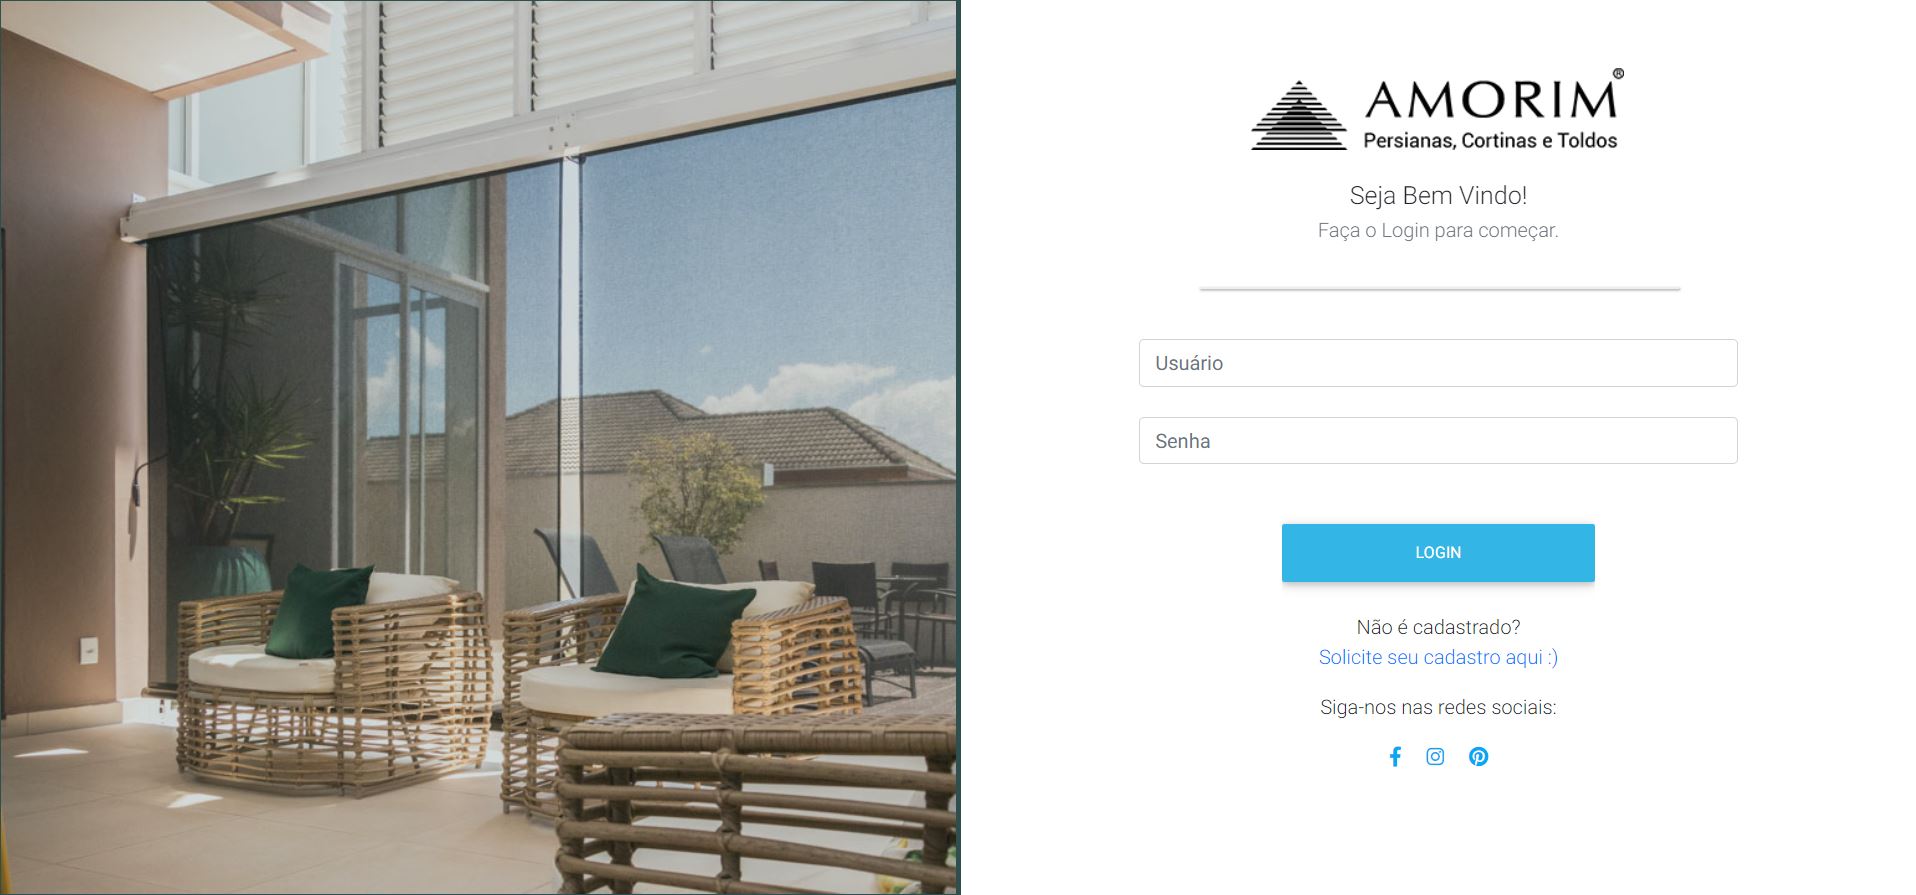 AMORIM®
Persianas, Cortinas e Toldos
Seja Bem Vindo!
Faça o Login para começar.
Usuário
Senha
LOGIN
Não é cadastrado?
Solicite seu cadastro aqui :)
Siga-nos nas redes sociais: